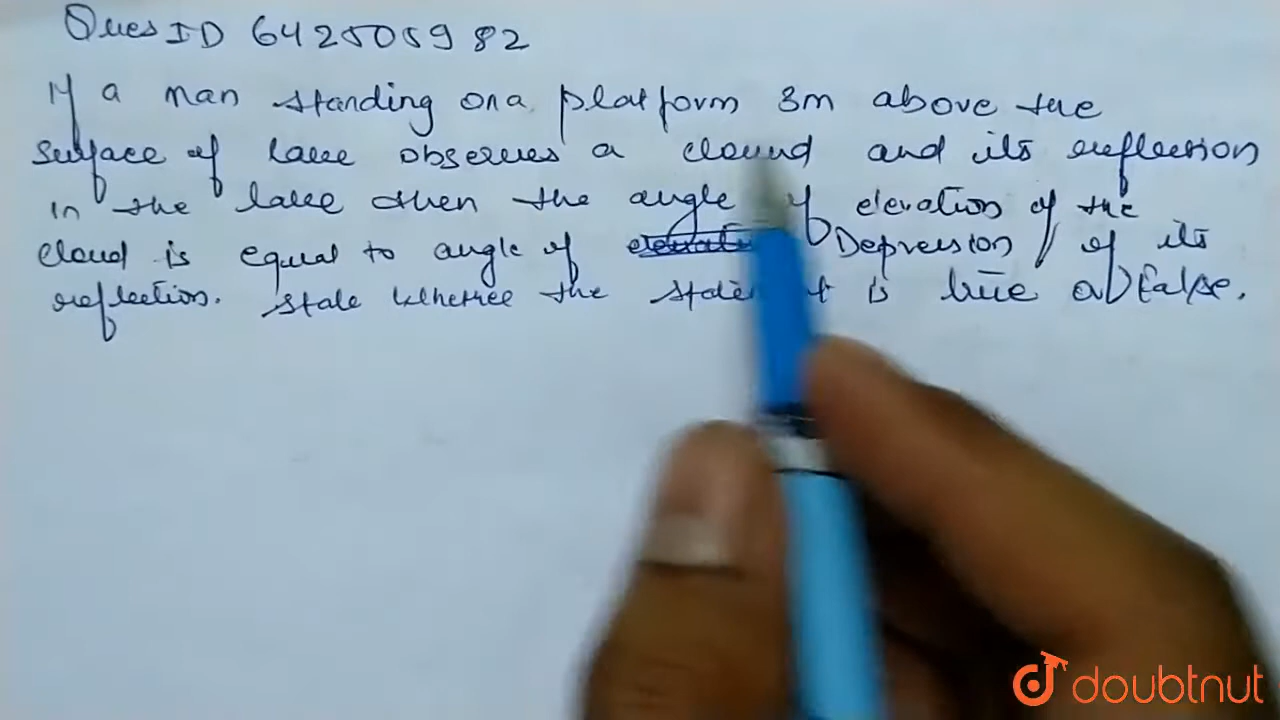 Ques ID 642505982
If a man standing on a platform 3m above the
surface of lake observes a clound and its reflection
in the lake then the angle of elevation of the
cloud is equal to angle of Depression of its
reflection. state whether the is true or false.
doubtnut